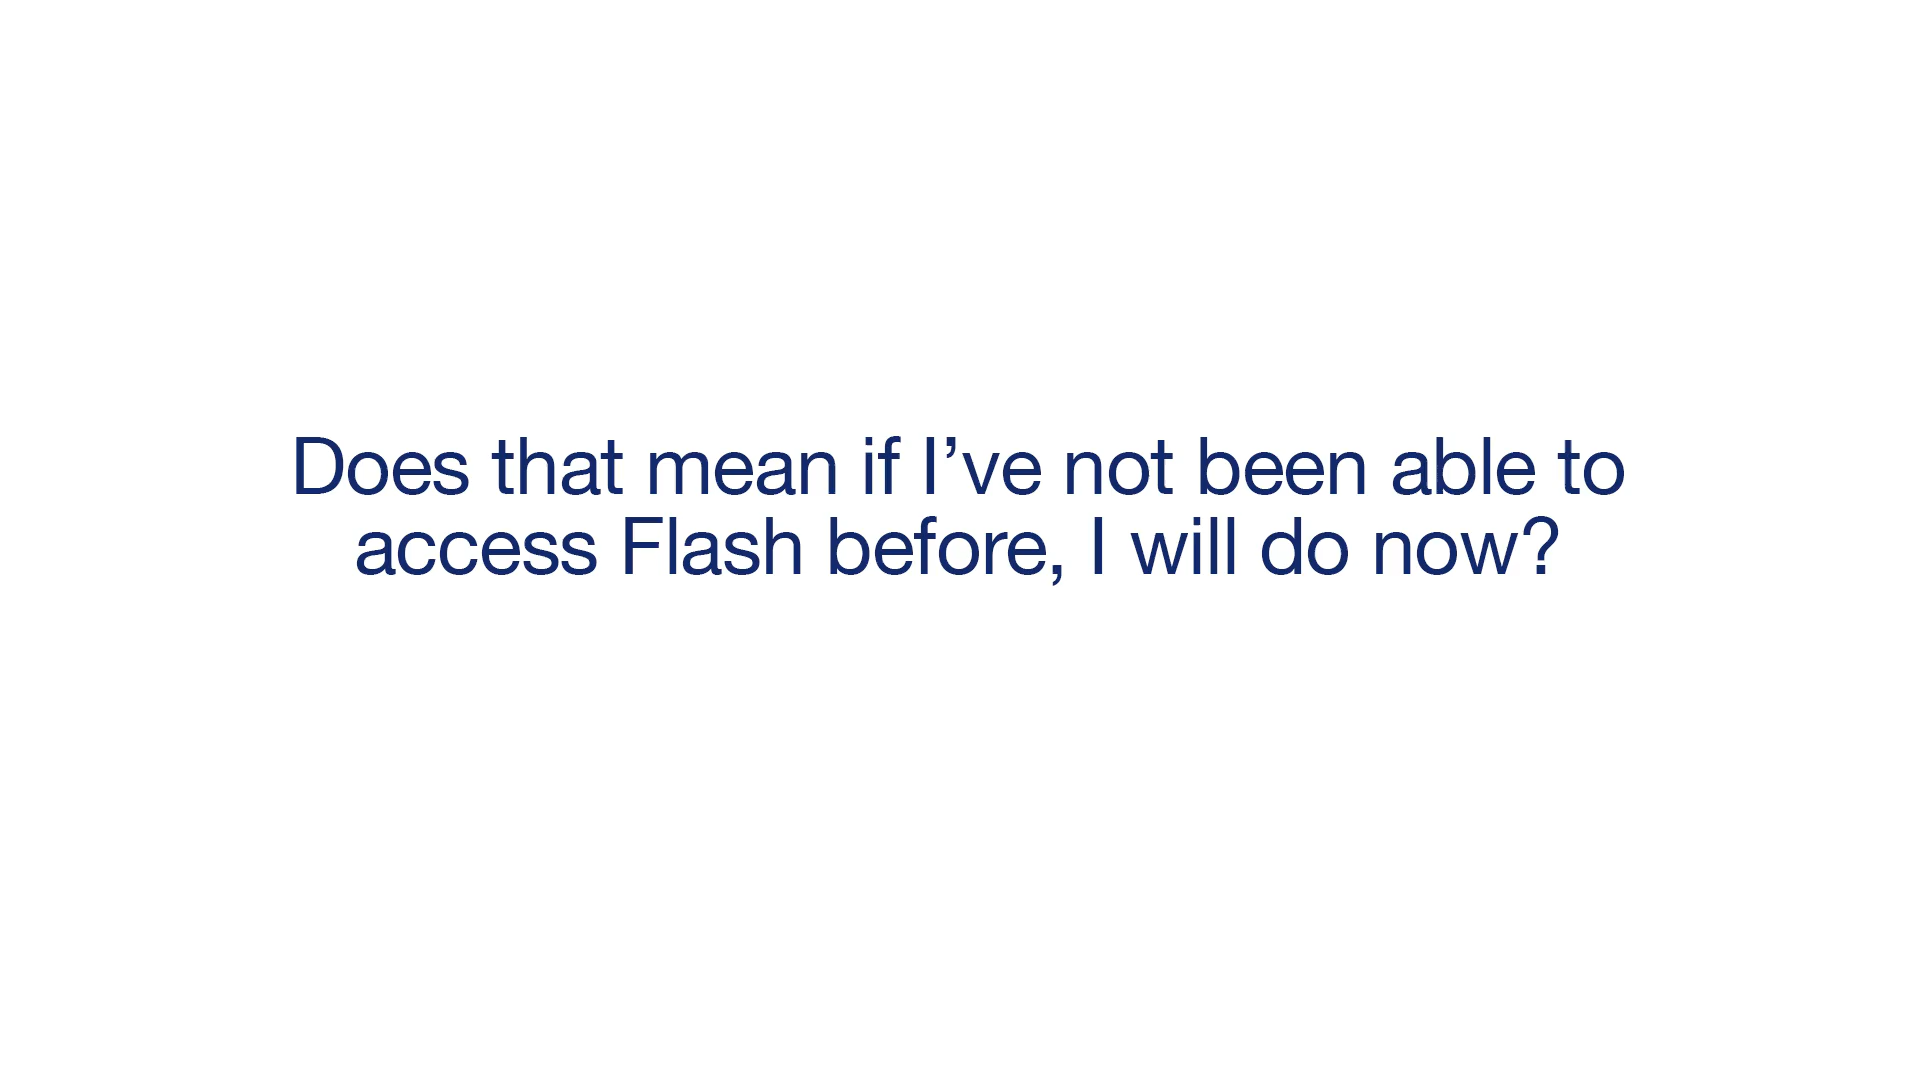 Does that mean if I’ve not been able to
access Flash before, I will do now?